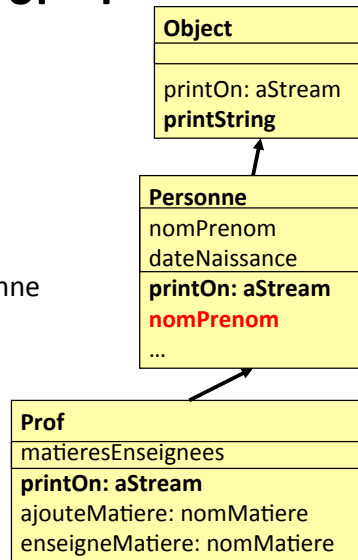 Object
printOn: aStream
printString
Personne
nomPrenom
dateNaissance
nne
printOn: aStream
nomPrenom
...
Prof
matieresEnseignees
printOn: aStream
ajouteMatiere: nomMatiere
enseigneMatiere: nomMatiere